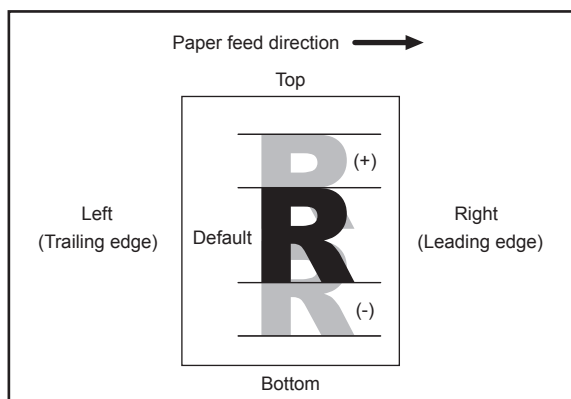 Paper feed direction
Top
R
(+)
Left
(Trailing edge)
Default
R
Right
(Leading edge)
R
(-)
Bottom